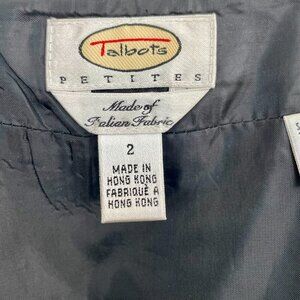 Talbots
PETITES
Made of
Italian Fabric
2
MADE IN
HONG KONG
FABRIQUÉ À
HONG KONG